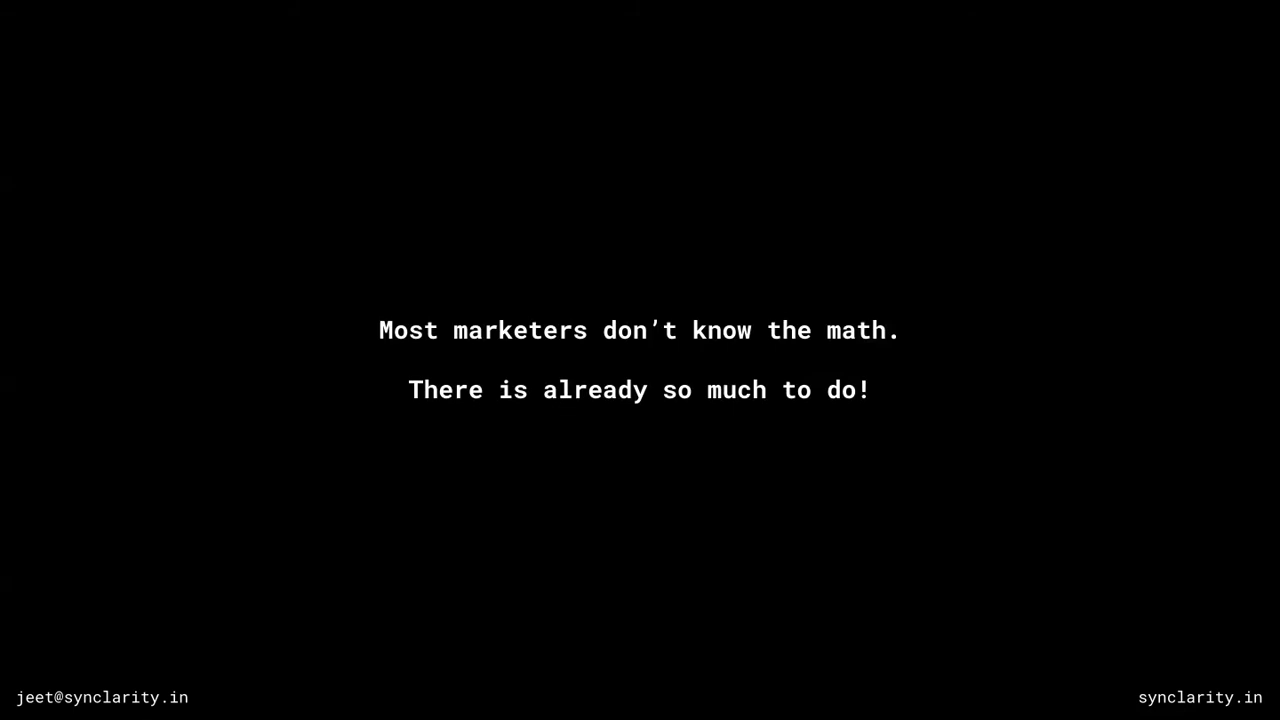 Most marketers don’t know the math.
There is already so much to do!
jeet@synclarity.in
synclarity.in